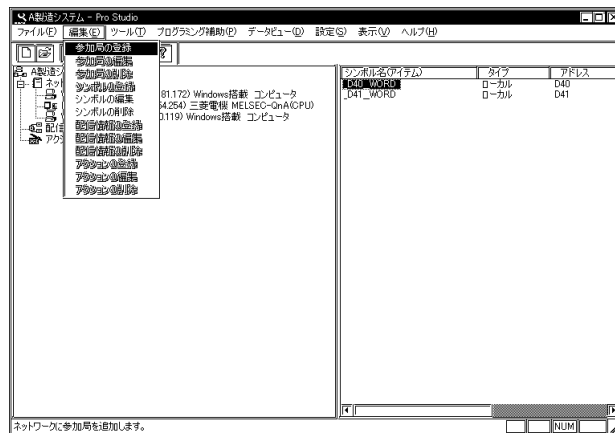 A製造システム - Pro Studio
ファイル(F) 編集(E) ツール(T) プログラミング補助(P) データビュー(D) 設定(S) 表示(V) ヘルプ(H)
参加局の登録
参加局の編集
参加局の削除
シンボルの登録
シンボルの編集
シンボルの削除
配信情報の登録
配信情報の編集
配信情報の削除
アクションの登録
アクションの編集
アクションの削除
A製造シ
ネッ
81.172) Windows搭載 コンピュータ
54.254) 三菱電機 MELSEC-QnA(CPU)
0.119) Windows搭載 コンピュータ
配信
アク
シンボル名(アイテム) タイプ アドレス
_D40_WORD ローカル D40
_D41_WORD ローカル D41
ネットワークに参加局を追加します。
NUM